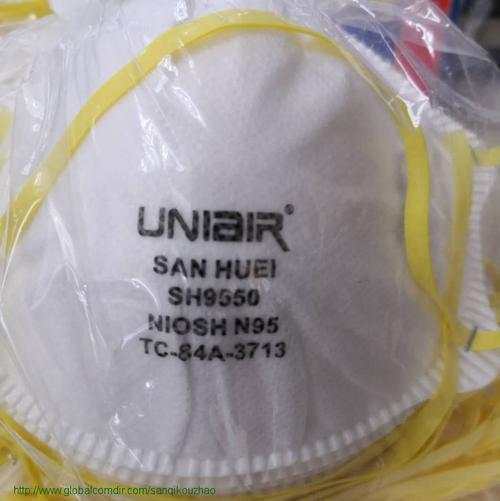 UNIAIR®
SAN HUEI
SH9550
NIOSH N95
TC-84A-3713
http://www.globalcomdir.com/sanqikouzhao